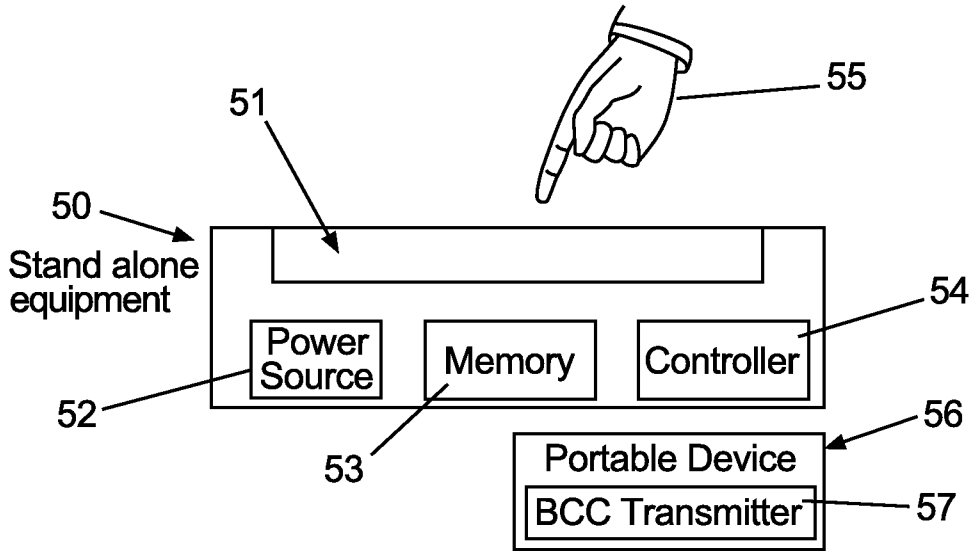 55
51
50
Stand alone
equipment
54
Power
Source
Memory
Controller
52
53
56
Portable Device
BCC Transmitter
57